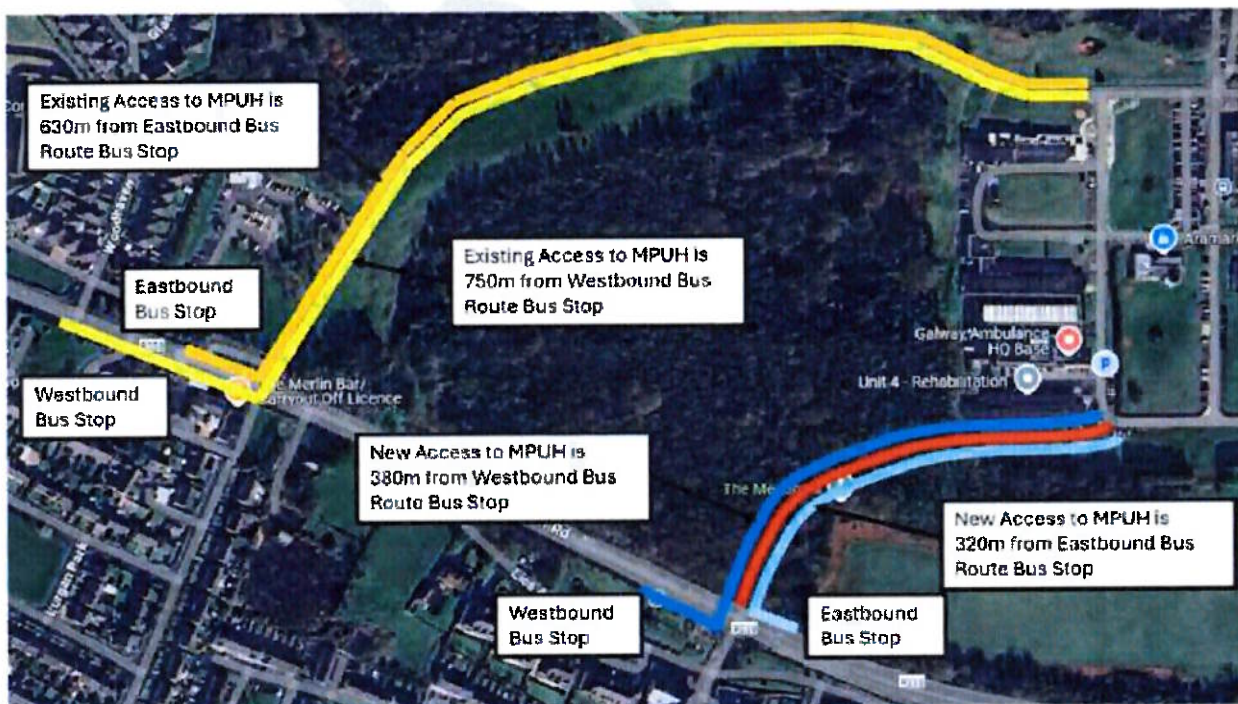 Existing Access to MPUH is
630m from Eastbound Bus
Route Bus Stop
Existing Access to MPUH is
750m from Westbound Bus
Route Bus Stop
Eastbound
Bus Stop
Westbound
Bus Stop
Merlin Bar/
Carryout Off Licence
Galway Ambulance
HQ Base
Unit 4 - Rehabilitation
P
New Access to MPUH is
380m from Westbound Bus
Route Bus Stop
Rd
New Access to MPUH is
320m from Eastbound Bus
Route Bus Stop
Westbound
Bus Stop
Eastbound
Bus Stop